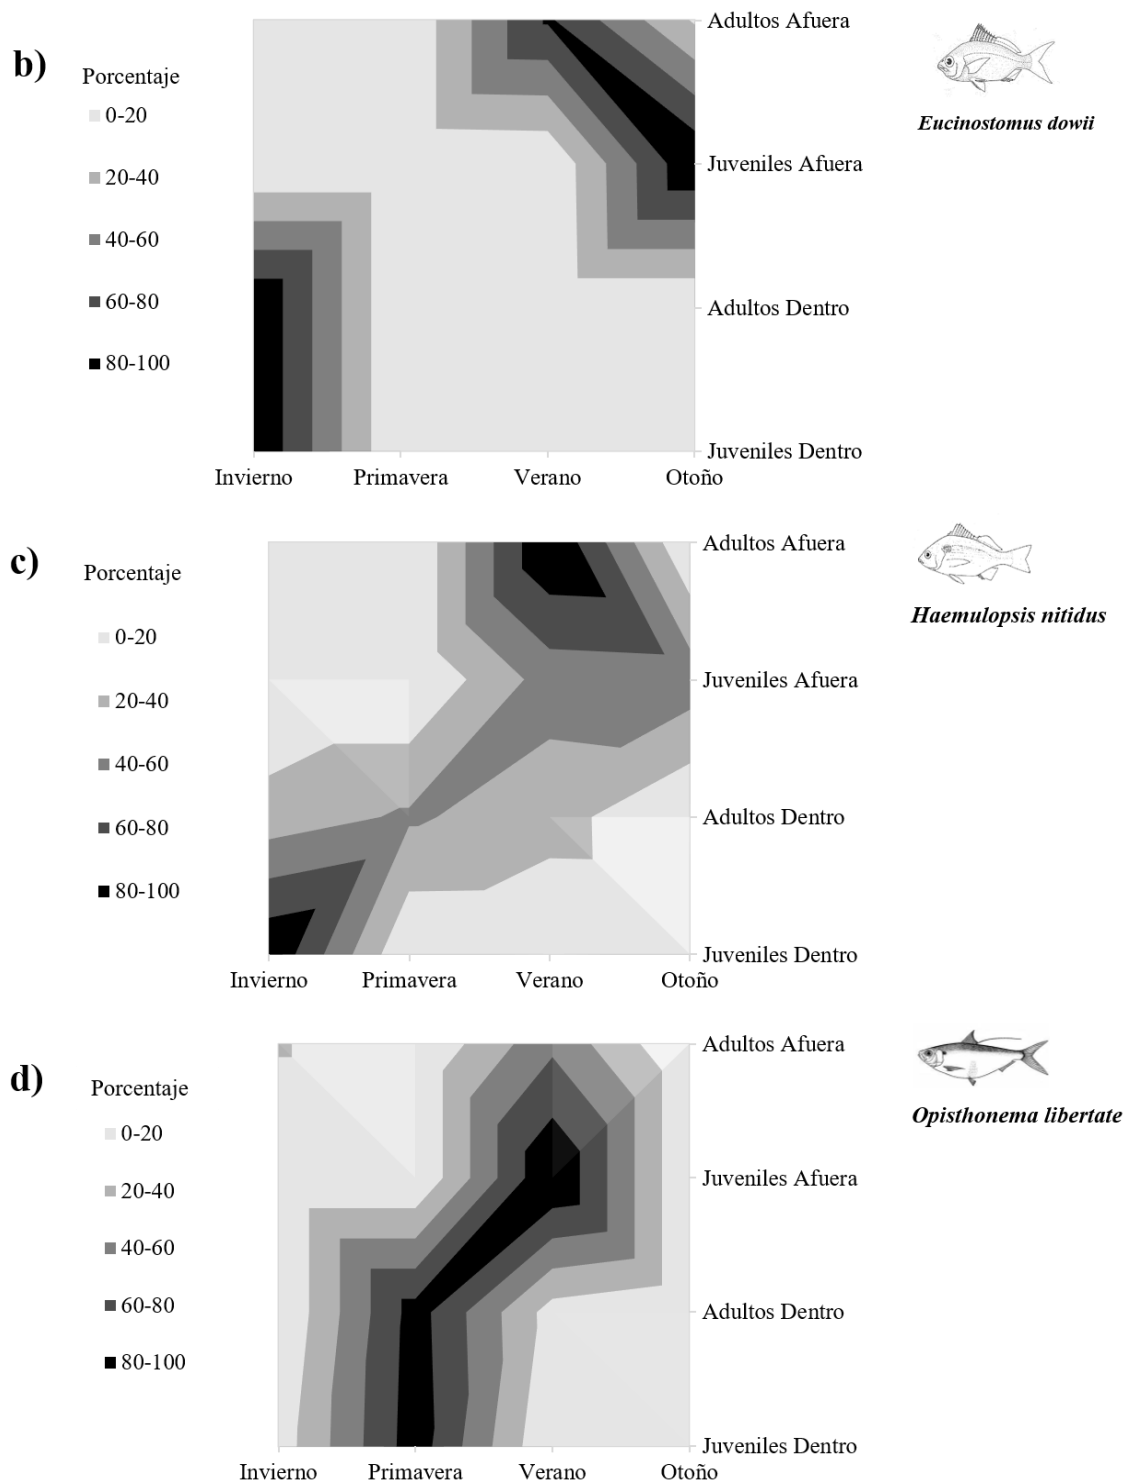 b)
Porcentaje
0-20
20-40
40-60
60-80
80-100
Adultos Afuera
Juveniles Afuera
Adultos Dentro
Juveniles Dentro
Invierno Primavera Verano Otoño
Eucinostomus dowii
c)
Porcentaje
0-20
20-40
40-60
60-80
80-100
Adultos Afuera
Juveniles Afuera
Adultos Dentro
Juveniles Dentro
Invierno Primavera Verano Otoño
Haemulopsis nitidus
d)
Porcentaje
0-20
20-40
40-60
60-80
80-100
Adultos Afuera
Juveniles Afuera
Adultos Dentro
Juveniles Dentro
Invierno Primavera Verano Otoño
Opisthonema libertate